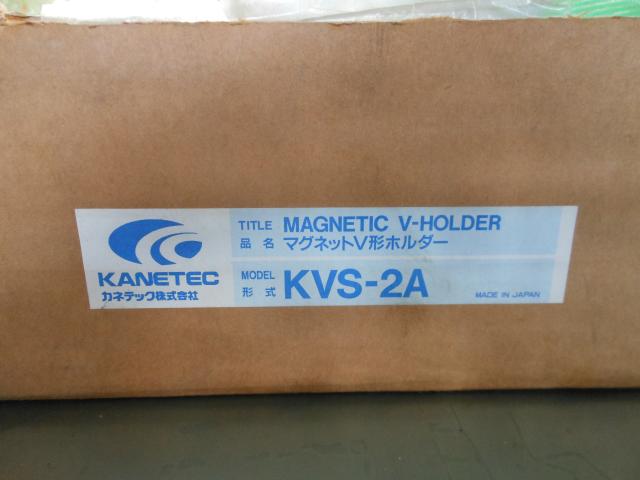 KANETEC
カネテック株式会社
TITLE MAGNETIC V-HOLDER
品名 マグネットV形ホルダー
MODEL
形式 KVS-2A
MADE IN JAPAN